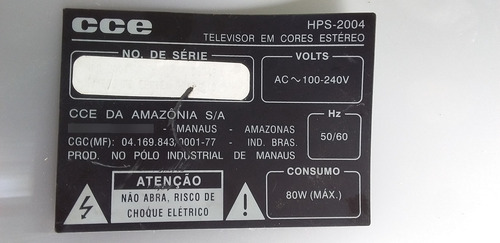 cce
HPS-2004
TELEVISOR EM CORES ESTÉREO
NO. DE SÉRIE
VOLTS
AC ~ 100-240V
CCE DA AMAZÔNIA S/A
- MANAUS - AMAZONAS
CGC(MF): 04.169.843/0001-77 - IND. BRAS.
PROD. NO PÓLO INDUSTRIAL DE MANAUS
Hz
50/60
ATENÇÃO
NÃO ABRA, RISCO DE
CHOQUE ELÉTRICO
CONSUMO
80W (MÁX.)